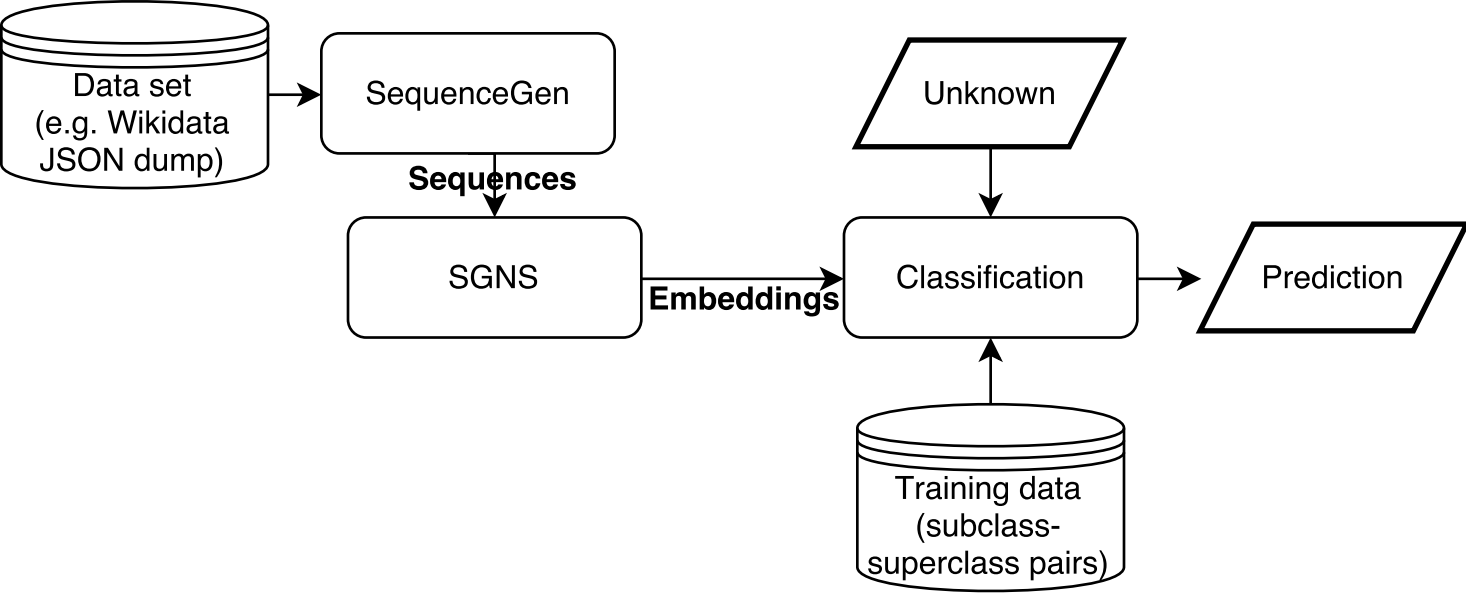 Data set
(e.g. Wikidata
JSON dump)
SequenceGen
Unknown
Sequences
SGNS
Embeddings
Classification
Prediction
Training data
(subclass-
superclass pairs)